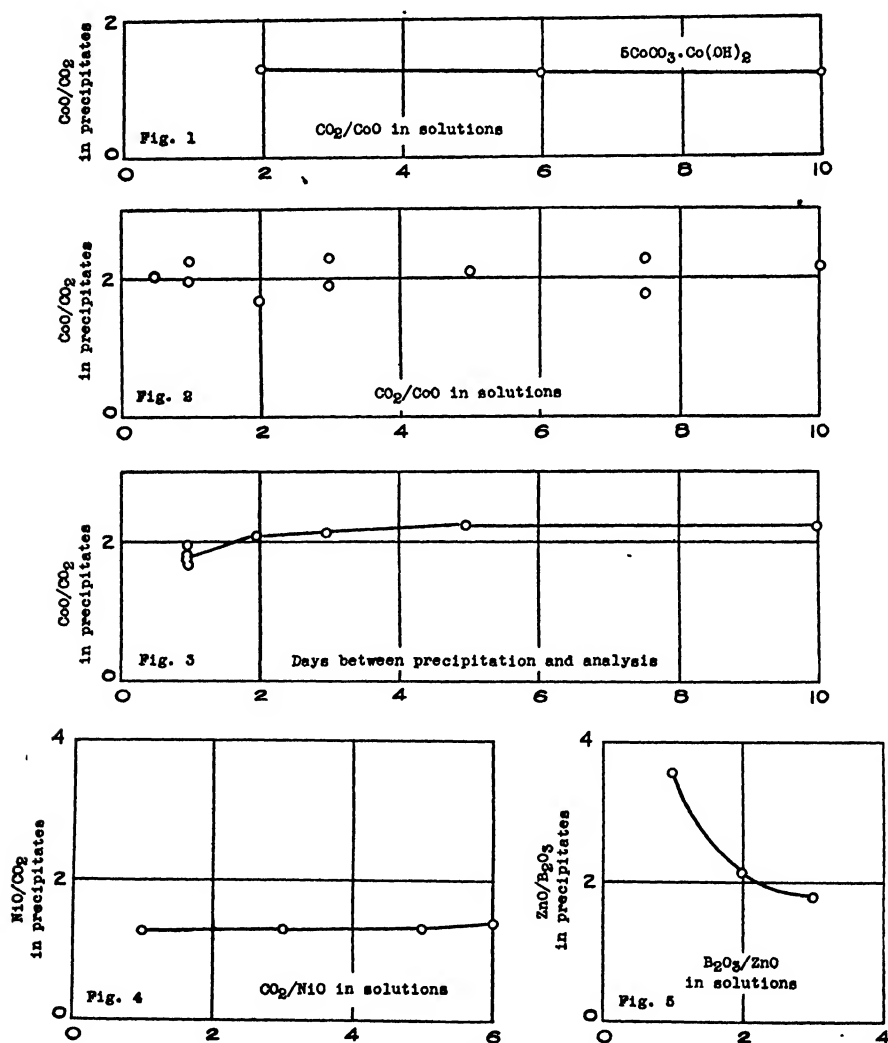 2
CoO/CO2
in precipitates
5CoCO3.Co(OH)2
Fig. 1
CO2/CoO in solutions
0
0 2 4 6 8 10
2
CoO/CO2
in precipitates
Fig. 2
CO2/CoO in solutions
0
0 2 4 6 8 10
2
CoO/CO2
in precipitates
Fig. 3
Days between precipitation and analysis
0
0 2 4 6 8 10
4
NiO/CO2
in precipitates
2
Fig. 4
CO2/NiO in solutions
0
0 2 4 6
4
ZnO/B2O3
in precipitates
2
B2O3/ZnO
in solutions
Fig. 5
0
0 2 4